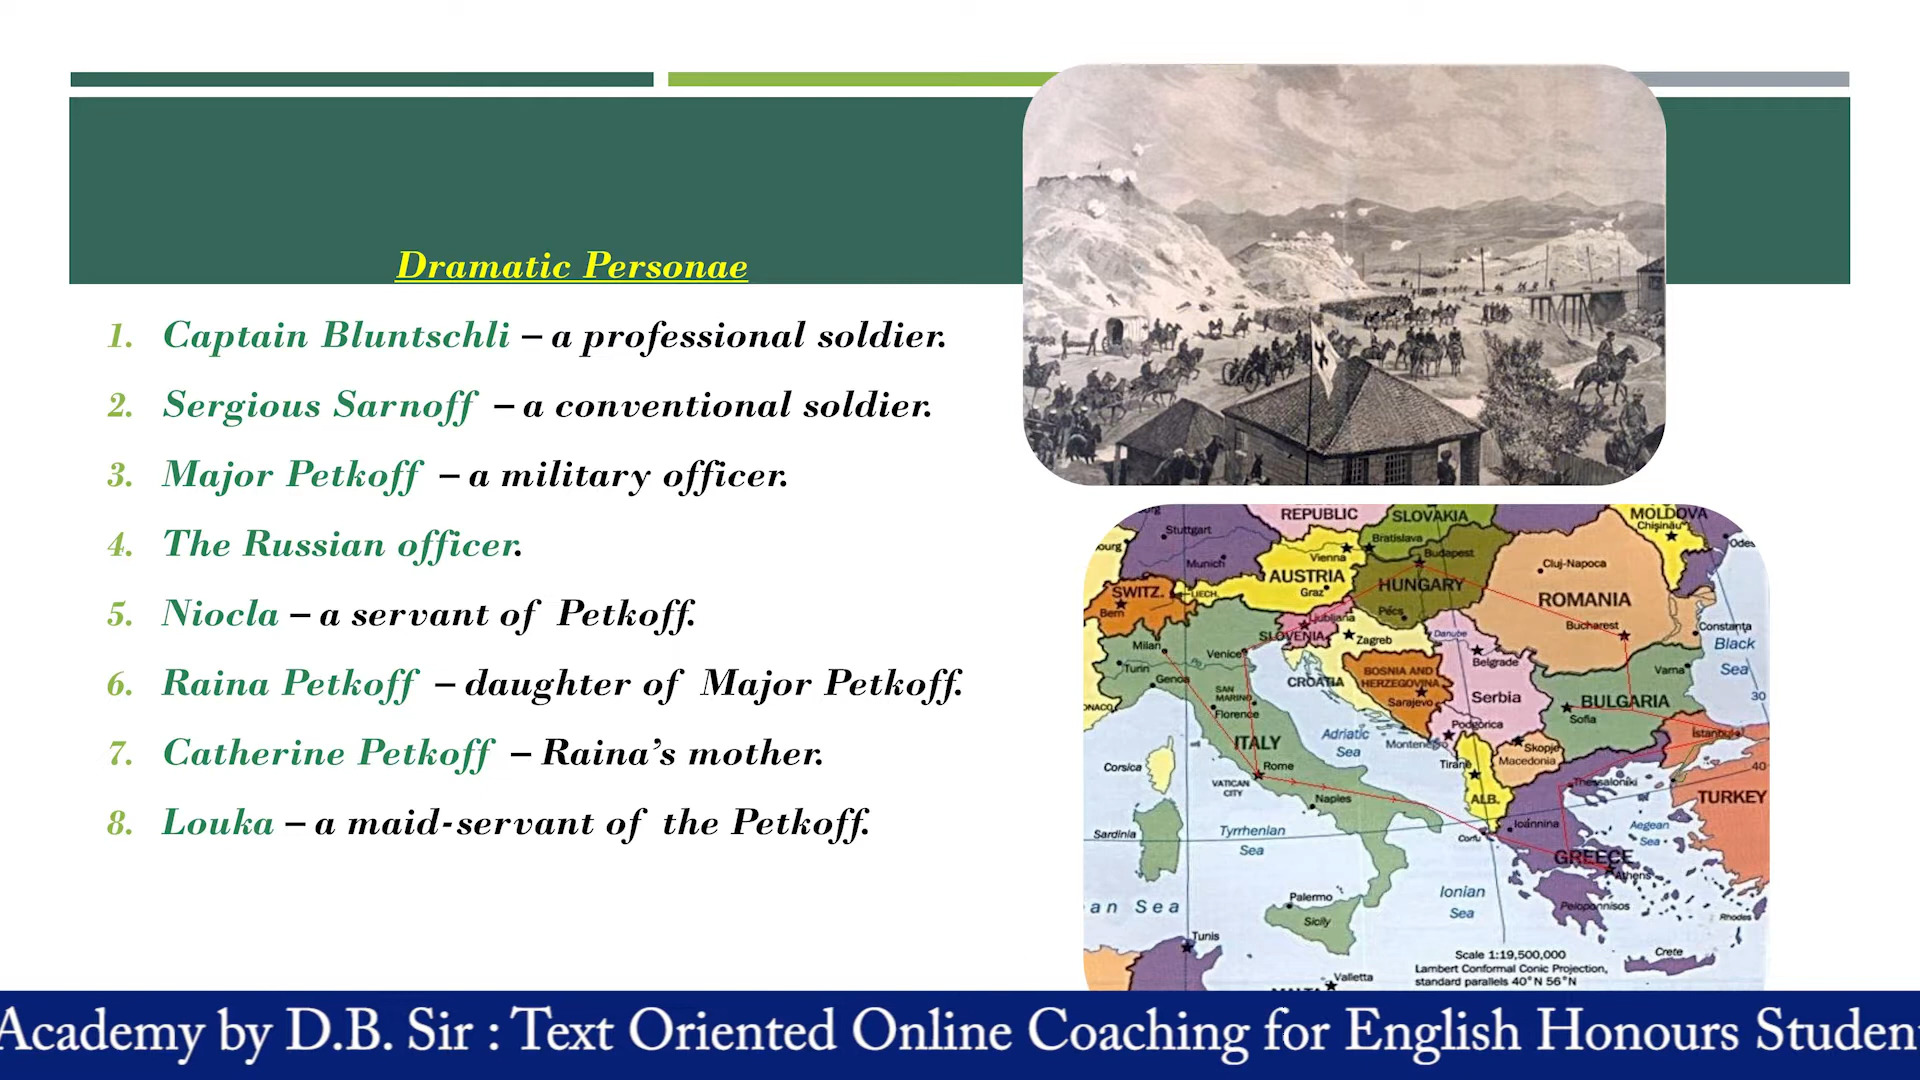 Dramatic Personae
1. Captain Bluntschli – a professional soldier.
2. Sergious Sarnoff – a conventional soldier.
3. Major Petkoff – a military officer.
4. The Russian officer.
5. Niocla – a servant of Petkoff.
6. Raina Petkoff – daughter of Major Petkoff.
7. Catherine Petkoff – Raina's mother.
8. Louka – a maid-servant of the Petkoff.
REPUBLIC
SLOVAKIA
MOLDOVA
Chișinău
Stuttgart
Bratislava
Vienna
Munich
Budapest
Cluj-Napoca
AUSTRIA
HUNGARY
SWITZ.
LIECH.
Graz
ROMANIA
Bern
Pécs
Ljubljana
Bucharest
Constanța
SLOVENIA
Zagreb
Danube
Black
Sea
Milan
Venice
Belgrade
Varna
Turin
Po
Genoa
CROATIA
BOSNIA AND
HERZEGOVINA
Sarajevo
Serbia
BULGARIA
30
SAN
MARINO
Florence
Podgorica
Sofia
Istanbul
ITALY
Adriatic
Sea
Montenegro
Skopje
Macedonia
Corsica
Rome
Tirane
40
VATICAN
CITY
Thessaloniki
Naples
ALB.
TURKEY
Sardinia
Tyrrhenian
Sea
Corfu
Ioánnina
Aegean
Sea
GREECE
Athens
Palermo
Ionian
Sea
Peloponnisos
an Sea
Sicily
Rhodes
Tunis
Crete
Scale 1:19,500,000
Lambert Conformal Conic Projection,
standard parallels 40°N 56°N
Valletta
Academy by D.B. Sir : Text Oriented Online Coaching for English Honours Studen